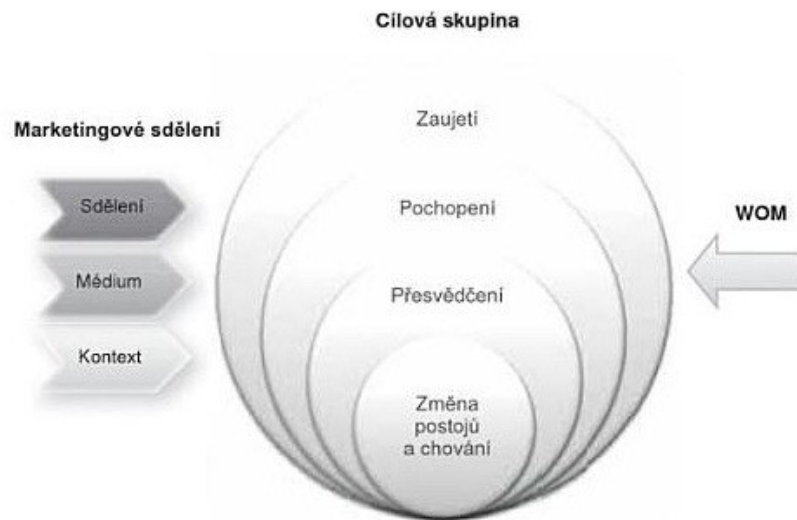 Cílová skupina
Marketingové sdělení
Sdělení
Médium
Kontext
Zaujetí
Pochopení
Přesvědčení
Změna
postojů
a chování
WOM